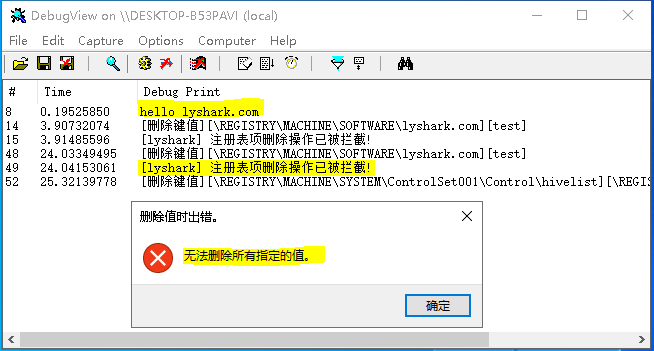 DebugView on \\DESKTOP-B53PAVI (local)
File Edit Capture Options Computer Help
# Time Debug Print
8 0.19525850 hello lyshark.com
14 3.90732074 [删除键值][\REGISTRY\MACHINE\SOFTWARE\lyshark.com][test]
15 3.91485596 [lyshark] 注册表项删除操作已被拦截!
48 24.03349495 [删除键值][\REGISTRY\MACHINE\SOFTWARE\lyshark.com][test]
49 24.04153061 [lyshark] 注册表项删除操作已被拦截!
52 25.32139778 [删除键值][\REGISTRY\MACHINE\SYSTEM\ControlSet001\Control\hivelist][\REG
删除值时出错。
无法删除所有指定的值。
确定